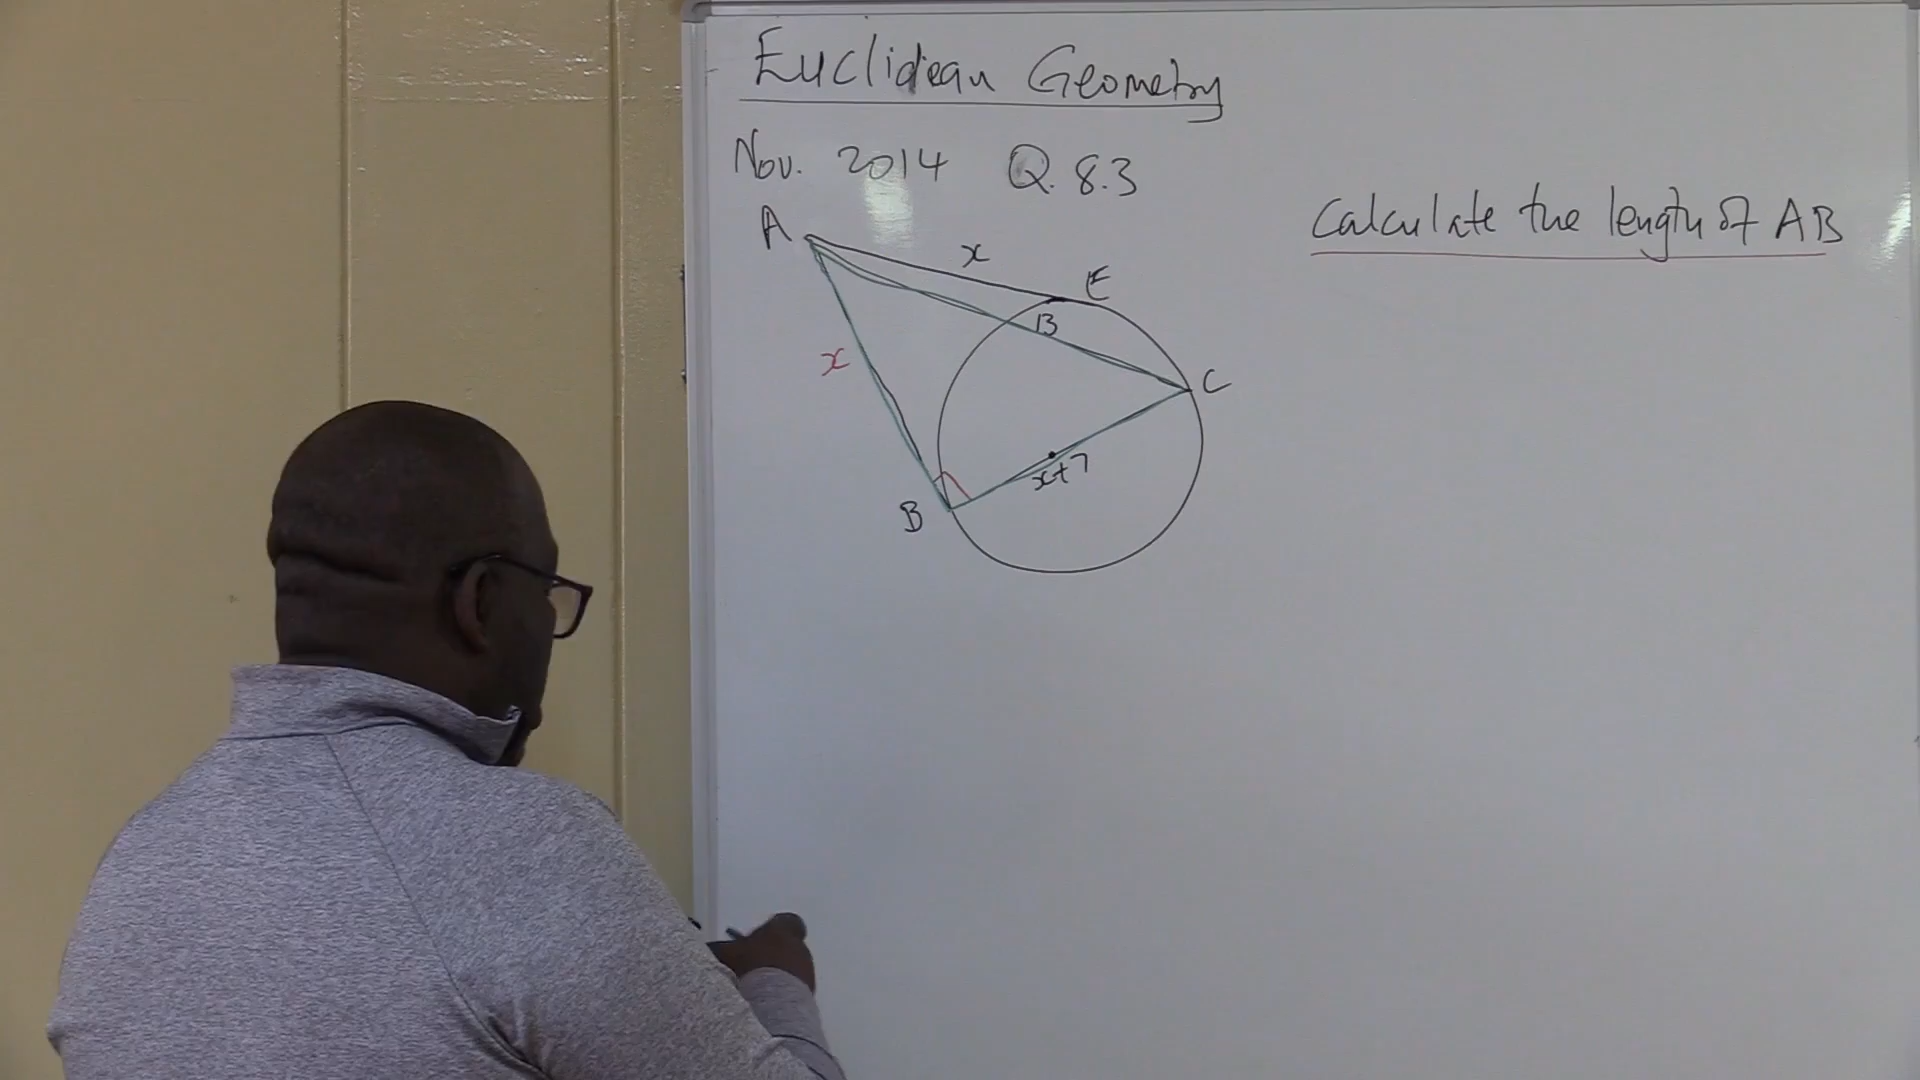 Euclidean Geometry
Nov. 2014 Q. 8.3
Calculate the length of AB
A
x
E
13
x
C
x+7
B